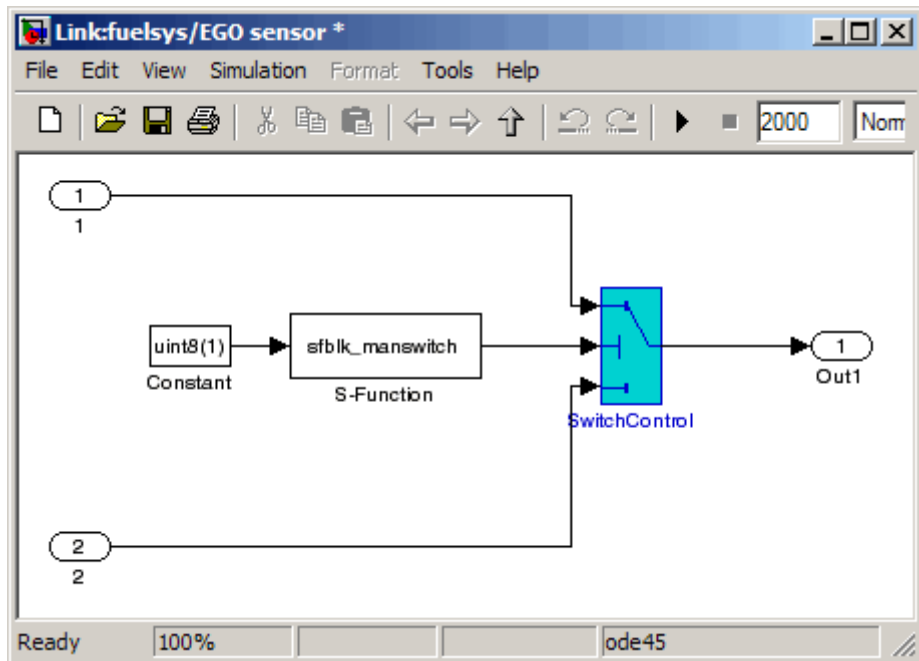 Link:fuelsys/EGO sensor *
File Edit View Simulation Format Tools Help
2000 Norm
1
1
uint8(1)
Constant
sfblk_manswitch
S-Function
SwitchControl
1
Out1
2
2
Ready 100% ode45